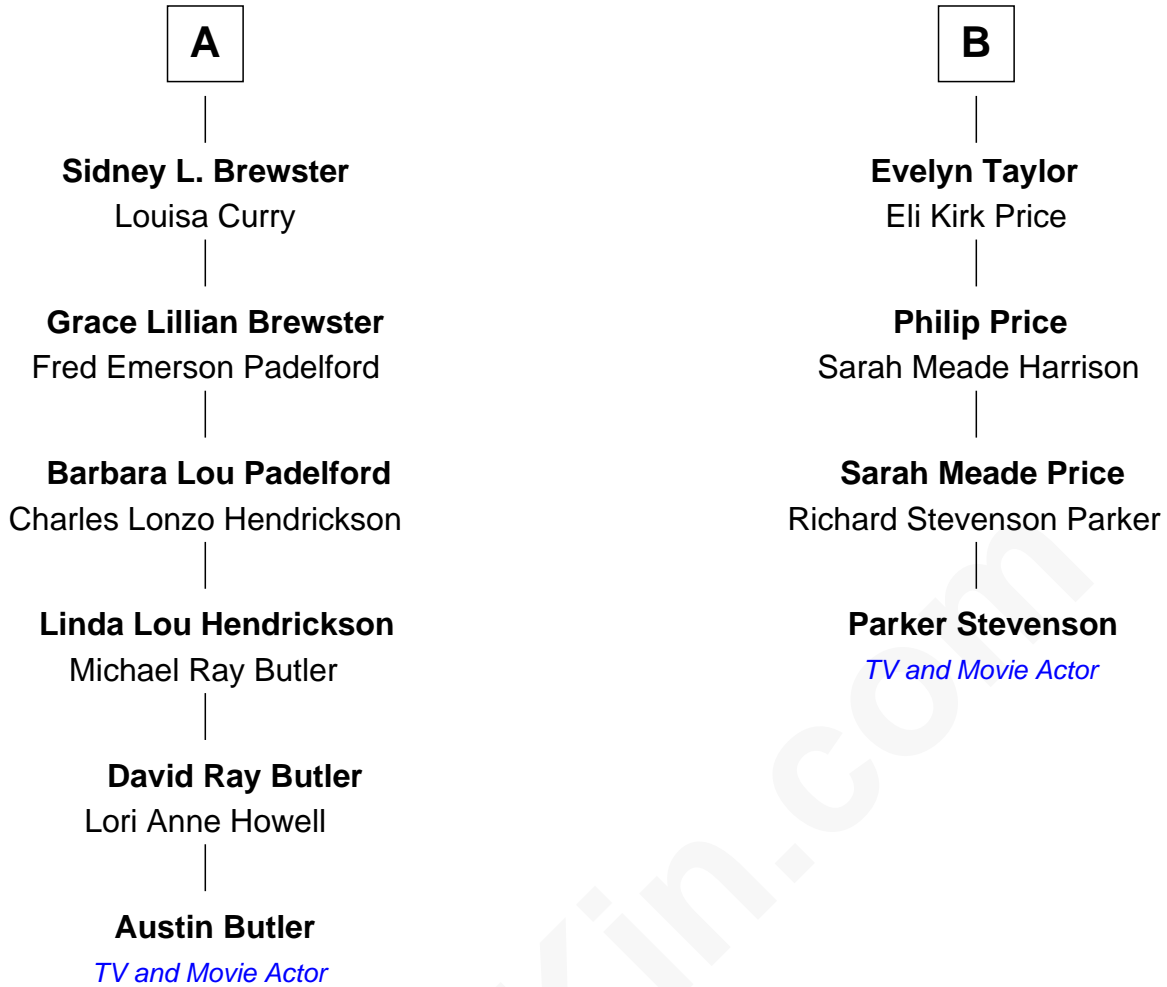 A
Sidney L. Brewster
Louisa Curry
Grace Lillian Brewster
Fred Emerson Padelford
Barbara Lou Padelford
Charles Lonzo Hendrickson
Linda Lou Hendrickson
Michael Ray Butler
David Ray Butler
Lori Anne Howell
Austin Butler
TV and Movie Actor
B
Evelyn Taylor
Eli Kirk Price
Philip Price
Sarah Meade Harrison
Sarah Meade Price
Richard Stevenson Parker
Parker Stevenson
TV and Movie Actor
Kin.com